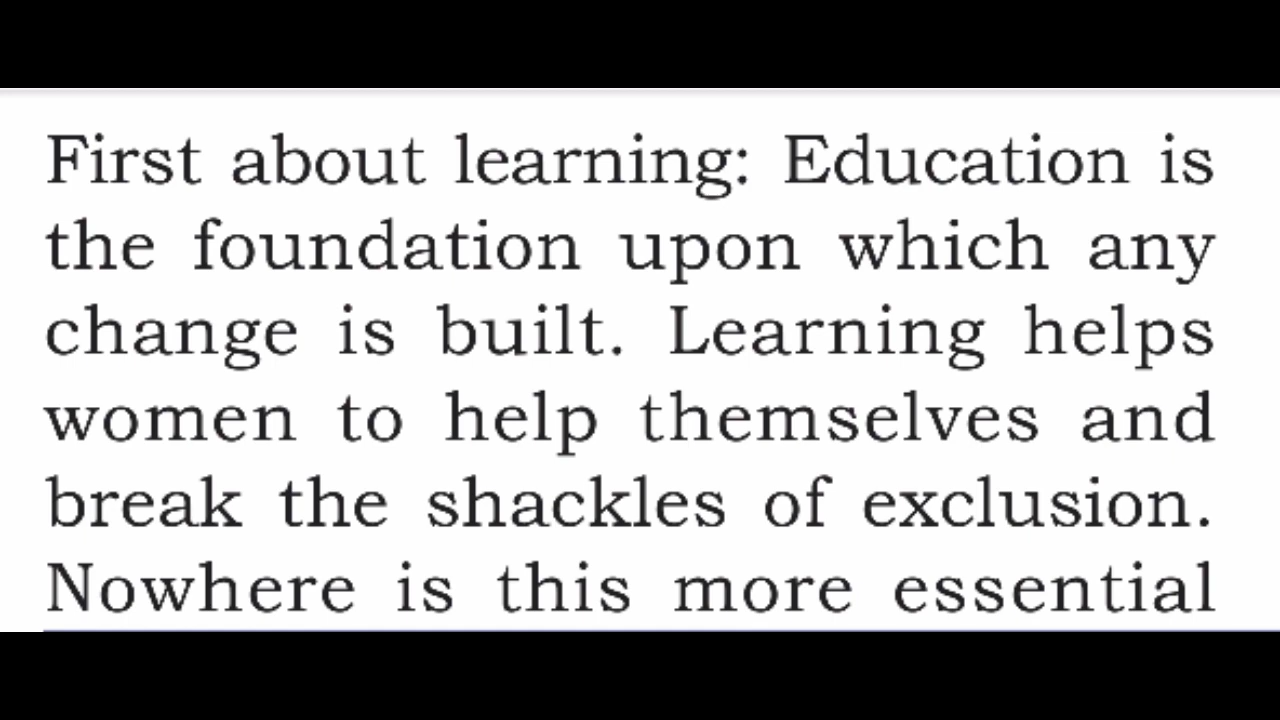 First about learning: Education is
the foundation upon which any
change is built. Learning helps
women to help themselves and
break the shackles of exclusion.
Nowhere is this more essential